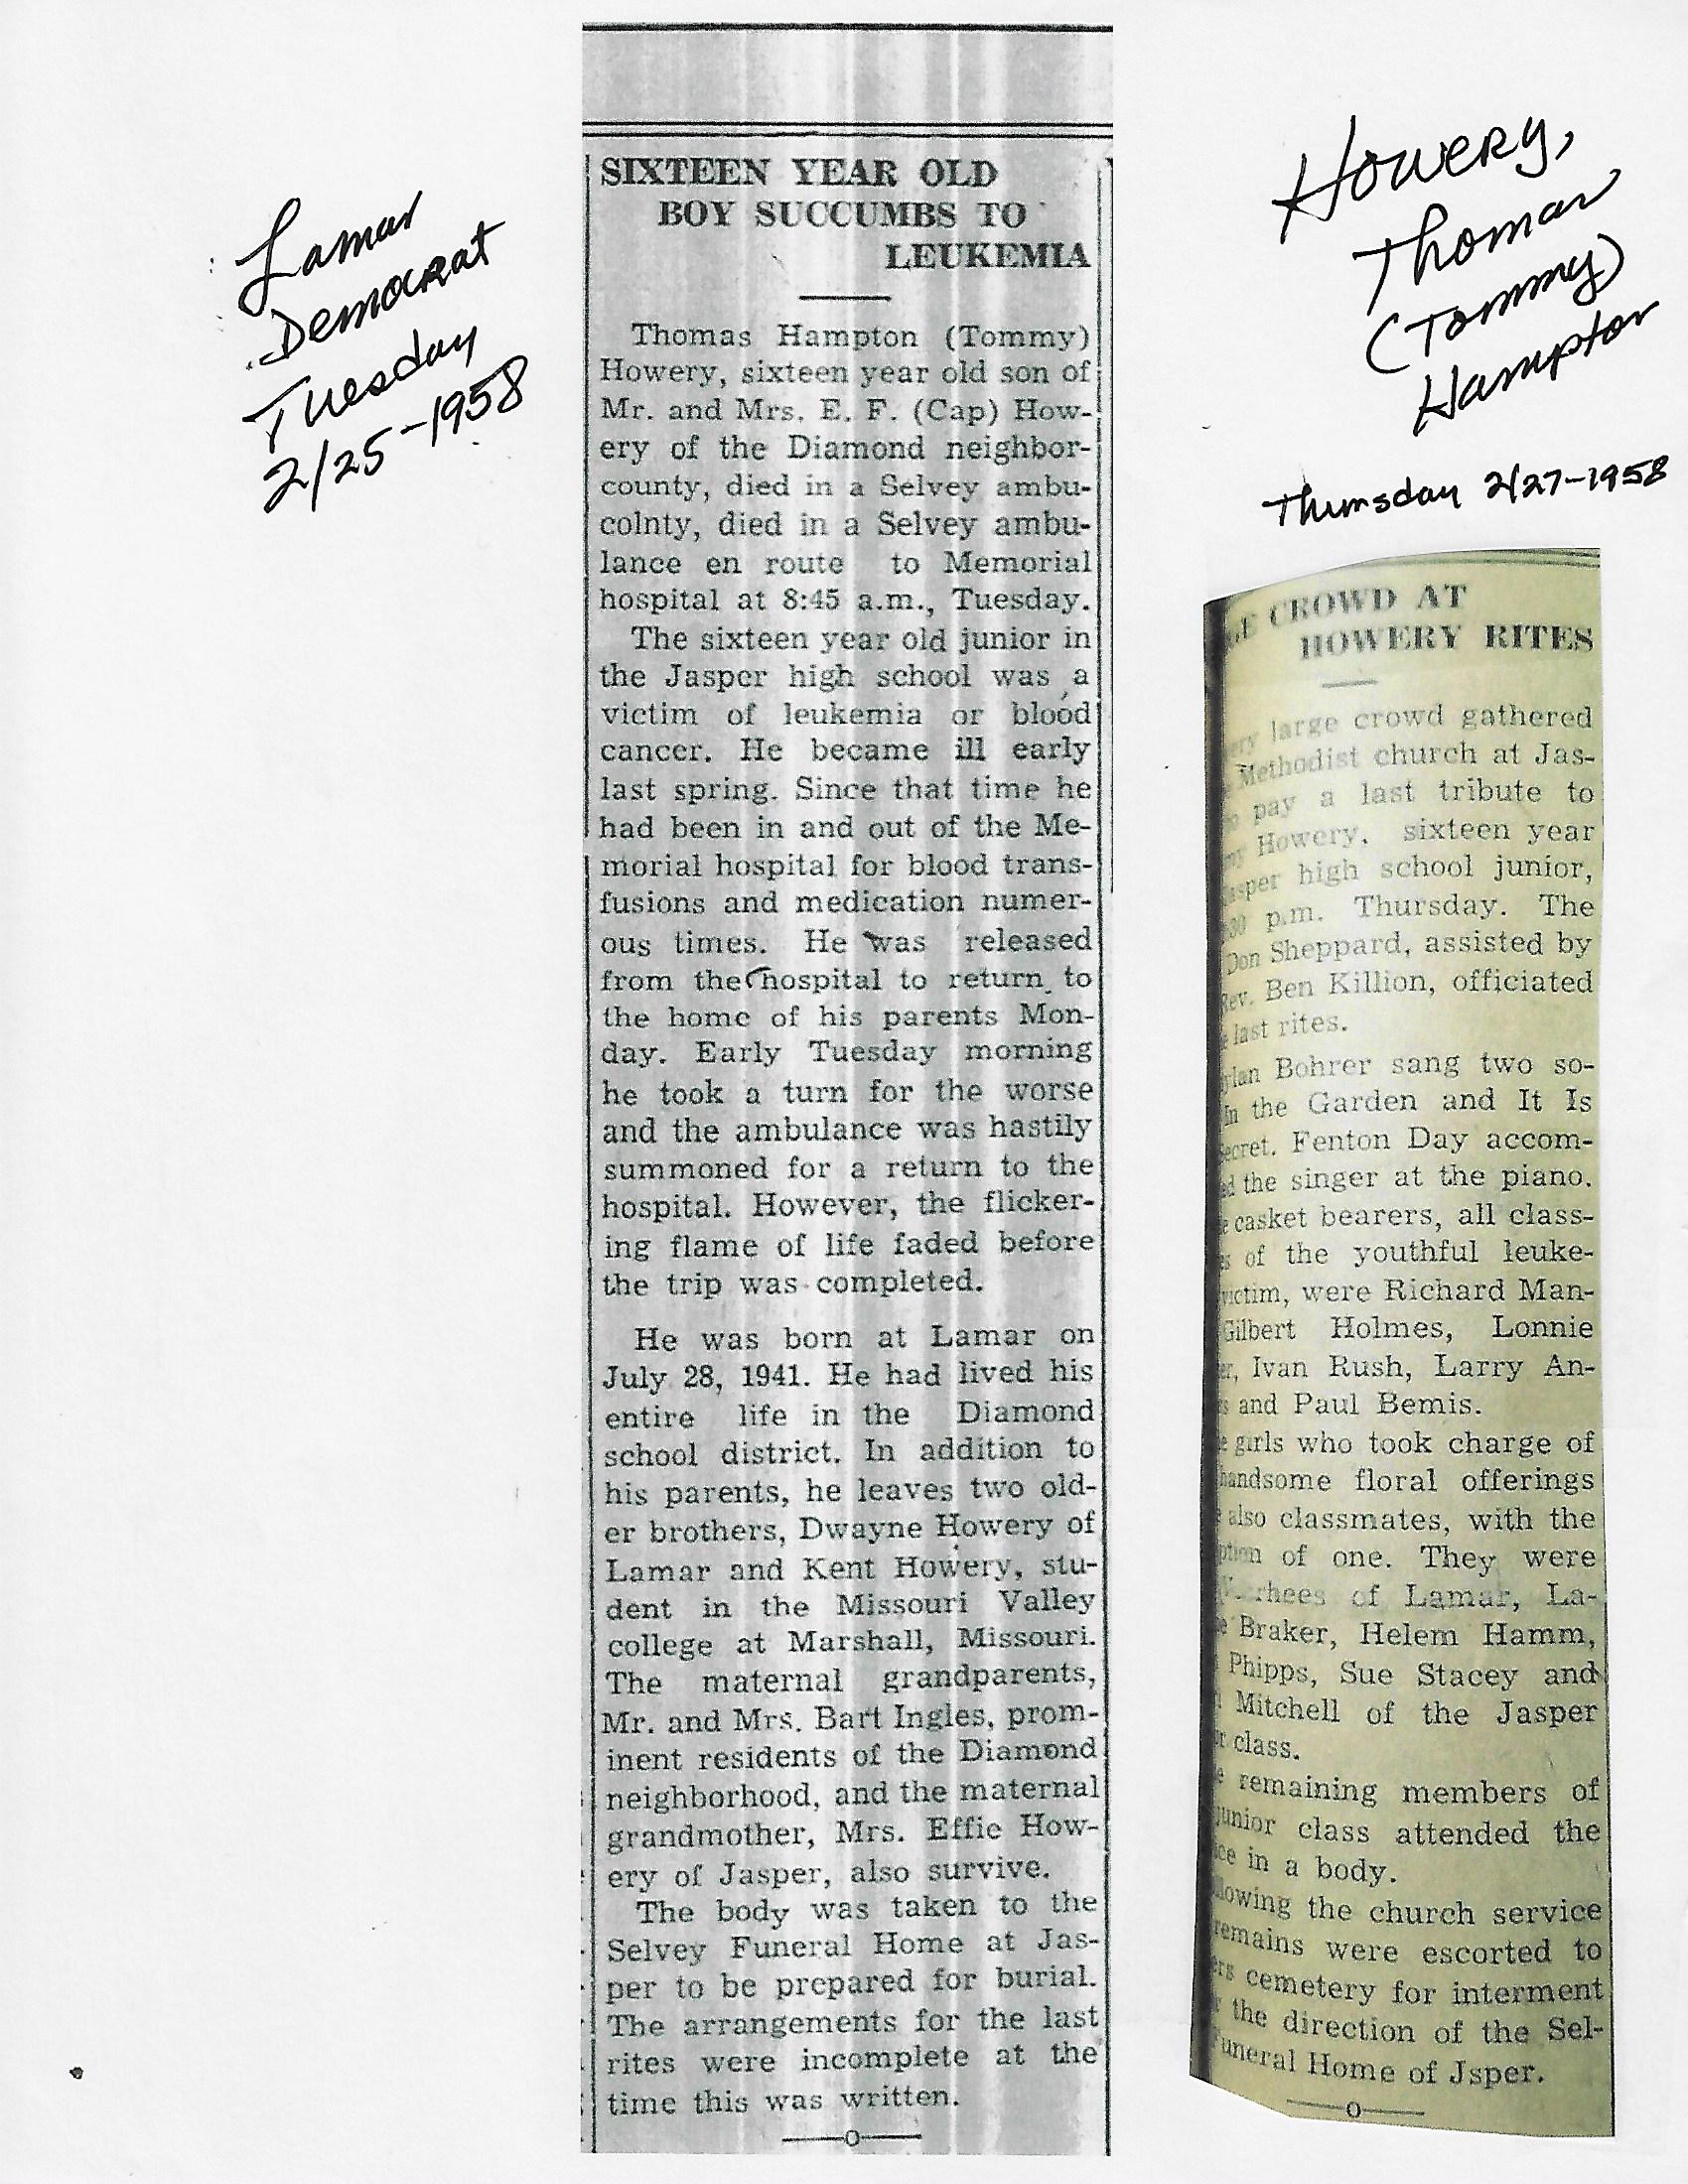 Lamar
Democrat
Tuesday
2/25-1958
SIXTEEN YEAR OLD
BOY SUCCUMBS TO
LEUKEMIA
Thomas Hampton (Tommy)
Howery, sixteen year old son of
Mr. and Mrs. E. F. (Cap) How-
ery of the Diamond neighbor-
county, died in a Selvey ambu-
colnty, died in a Selvey ambu-
lance en route to Memorial
hospital at 8:45 a.m., Tuesday.
The sixteen year old junior in
the Jasper high school was a
victim of leukemia or blood
cancer. He became ill early
last spring. Since that time he
had been in and out of the Me-
morial hospital for blood trans-
fusions and medication numer-
ous times. He was released
from the hospital to return to
the home of his parents Mon-
day. Early Tuesday morning
he took a turn for the worse
and the ambulance was hastily
summoned for a return to the
hospital. However, the flicker-
ing flame of life faded before
the trip was completed.
He was born at Lamar on
July 28, 1941. He had lived his
entire life in the Diamond
school district. In addition to
his parents, he leaves two old-
er brothers, Dwayne Howery of
Lamar and Kent Howery, stu-
dent in the Missouri Valley
college at Marshall, Missouri.
The maternal grandparents,
Mr. and Mrs. Bart Ingles, prom-
inent residents of the Diamond
neighborhood, and the maternal
grandmother, Mrs. Effie How-
ery of Jasper, also survive.
The body was taken to the
Selvey Funeral Home at Jas-
per to be prepared for burial.
The arrangements for the last
rites were incomplete at the
time this was written.
Howery,
Thomas
(Tommy)
Hampton
Thursday 2/27-1958
GE CROWD AT
HOWERY RITES
ery large crowd gathered
Methodist church at Jas-
pay a last tribute to
my Howery, sixteen year
asper high school junior,
30 p.m. Thursday. The
Don Sheppard, assisted by
Rev. Ben Killion, officiated
last rites.
Bohrer sang two so-
In the Garden and It Is
ecret. Fenton Day accom-
ed the singer at the piano.
casket bearers, all class-
es of the youthful leuke-
victim, were Richard Man-
Gilbert Holmes, Lonnie
er, Ivan Rush, Larry An-
s and Paul Bemis.
e girls who took charge of
handsome floral offerings
e also classmates, with the
ption of one. They were
rhees of Lamar, La-
e Braker, Helem Hamm,
Phipps, Sue Stacey and
Mitchell of the Jasper
r class.
e remaining members of
junior class attended the
ice in a body.
lowing the church service
remains were escorted to
ers cemetery for interment
r the direction of the Sel-
Funeral Home of Jsper.